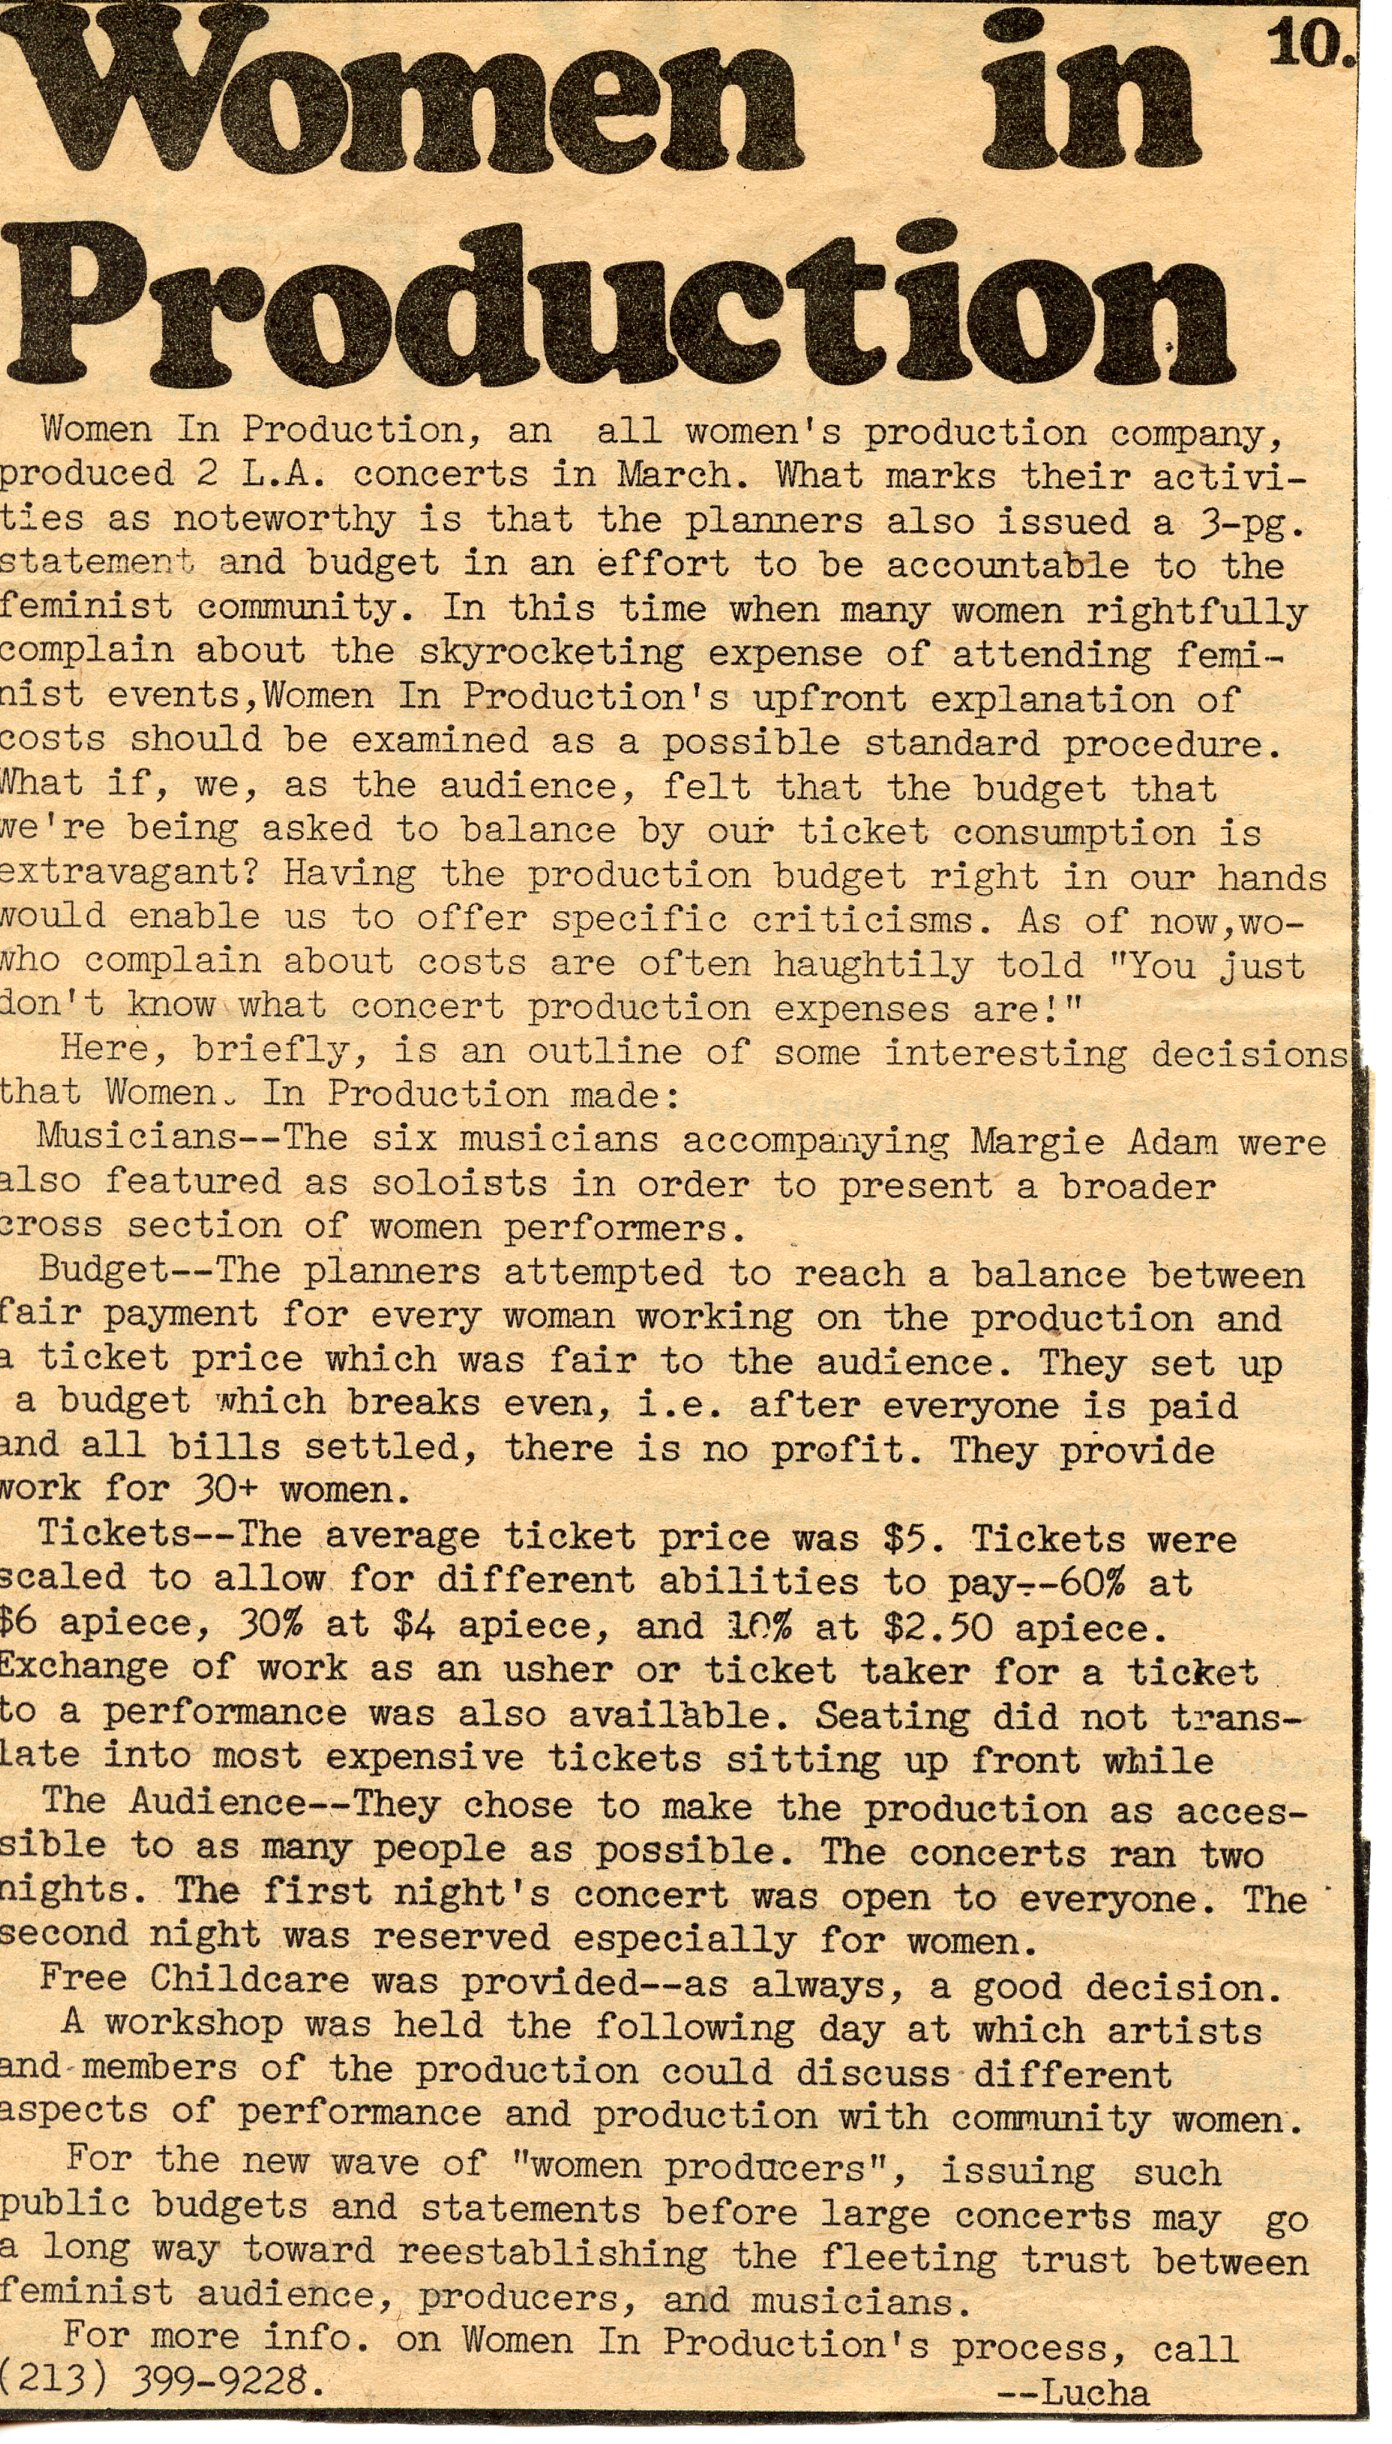 10.
Women in
Production
Women In Production, an all women's production company,
produced 2 L.A. concerts in March. What marks their activi-
ties as noteworthy is that the planners also issued a 3-pg.
statement and budget in an effort to be accountable to the
feminist community. In this time when many women rightfully
complain about the skyrocketing expense of attending femi-
nist events,Women In Production's upfront explanation of
costs should be examined as a possible standard procedure.
What if, we, as the audience, felt that the budget that
we're being asked to balance by our ticket consumption is
extravagant? Having the production budget right in our hands
would enable us to offer specific criticisms. As of now,wo-
who complain about costs are often haughtily told "You just
don't know what concert production expenses are!"
Here, briefly, is an outline of some interesting decisions
that Women. In Production made:
Musicians--The six musicians accompanying Margie Adam were
also featured as soloists in order to present a broader
cross section of women performers.
Budget--The planners attempted to reach a balance between
fair payment for every woman working on the production and
a ticket price which was fair to the audience. They set up
a budget which breaks even, i.e. after everyone is paid
and all bills settled, there is no profit. They provide
work for 30+ women.
Tickets--The average ticket price was $5. Tickets were
scaled to allow for different abilities to pay--60% at
$6 apiece, 30% at $4 apiece, and 10% at $2.50 apiece.
Exchange of work as an usher or ticket taker for a ticket
to a performance was also available. Seating did not trans-
late into most expensive tickets sitting up front while
The Audience--They chose to make the production as acces-
sible to as many people as possible. The concerts ran two
nights. The first night's concert was open to everyone. The
second night was reserved especially for women.
Free Childcare was provided--as always, a good decision.
A workshop was held the following day at which artists
and members of the production could discuss different
aspects of performance and production with community women.
For the new wave of "women producers", issuing such
public budgets and statements before large concerts may go
a long way toward reestablishing the fleeting trust between
feminist audience, producers, and musicians.
For more info. on Women In Production's process, call
(213) 399-9228.
--Lucha